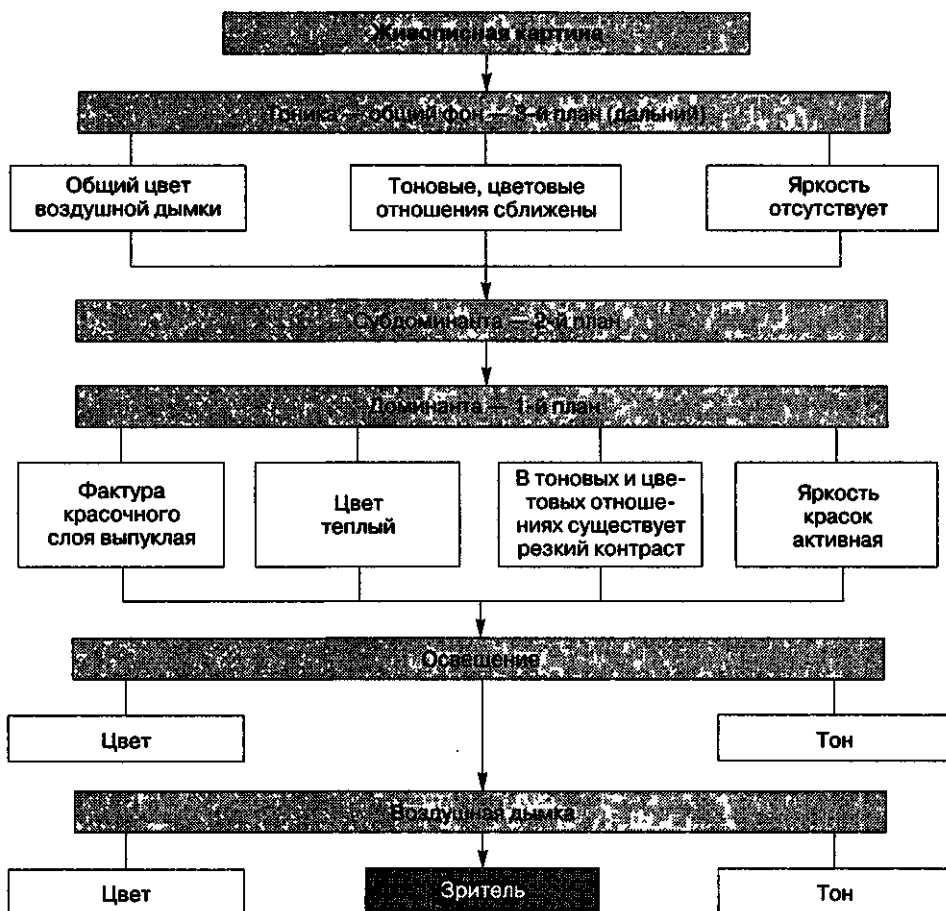 Живописная картина
Тоника — общий фон — 3-й план (дальний)
Общий цвет
воздушной дымки
Тоновые, цветовые
отношения сближены
Яркость
отсутствует
Субдоминанта — 2-й план
Доминанта — 1-й план
Фактура
красочного
слоя выпуклая
Цвет
теплый
В тоновых и цве-
товых отноше-
ниях существует
резкий контраст
Яркость
красок
активная
Освещение
Цвет
Тон
Воздушная дымка
Цвет
Зритель
Тон